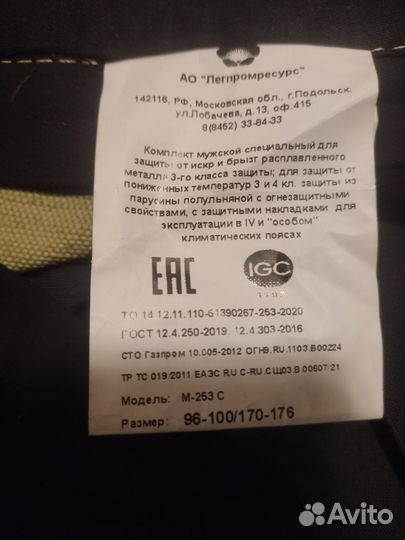 АО "Легпромресурс"
142116, РФ, Московская обл., г.Подольск,
ул.Лобачева, д.13, оф.415
8(8452) 33-84-33
Комплект мужской специальный для
защиты от искр и брызг расплавленного
металла 3-го класса защиты; для защиты от
пониженных температур 3 и 4 кл. защиты из
парусины полульняной с огнезащитными
свойствами, с защитными накладками для
эксплуатации в IV и "особом"
климатических поясах
ЕАС
IGC
ТО 14.12.11.110-61390267-253-2020
ГОСТ 12.4.250-2019, 12.4.303-2016
СТО Газпром 10.005-2012 ОГН9.RU.1103.B00224
ТР ТС 019/2011 ЕАЭС RU C-RU.СЩ03.В.00607/21
Модель: М-253 С
Размер: 96-100/170-176
Avito